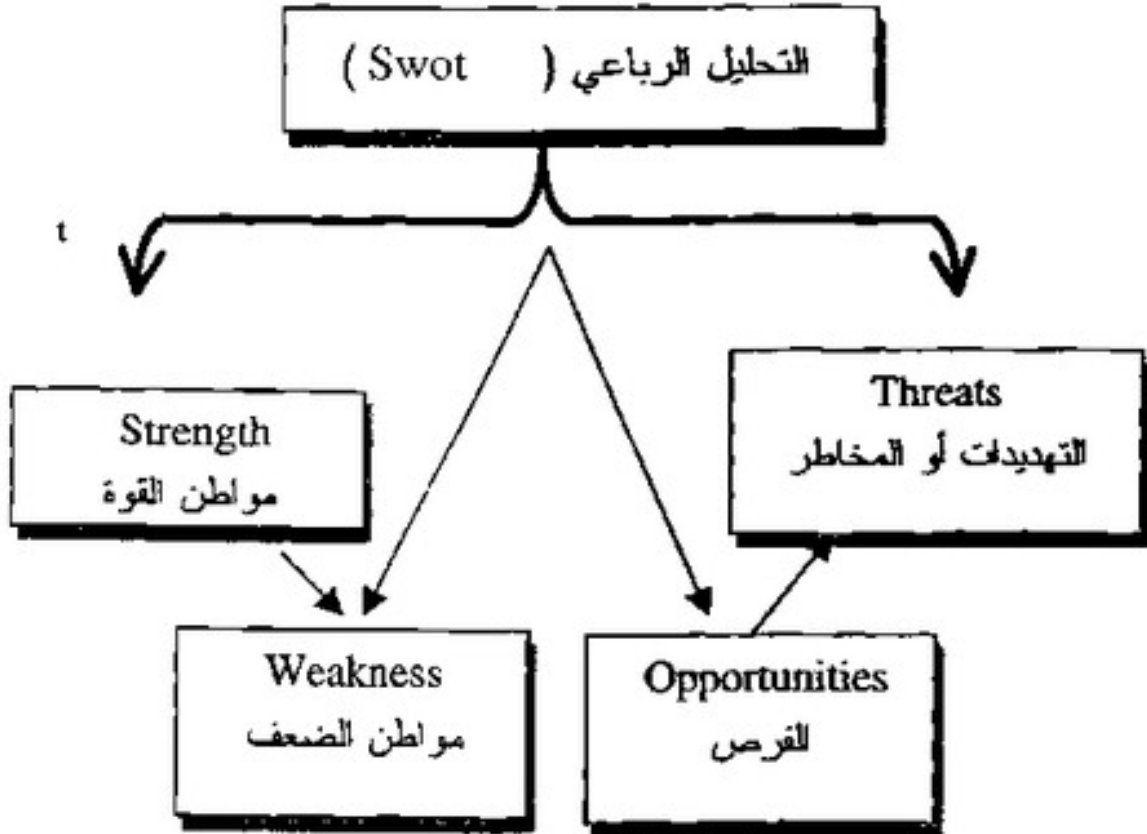 التحليل الرباعي ( Swot )
t
Strength
مواطن القوة
Threats
التهديدات أو المخاطر
Weakness
مواطن الضعف
Opportunities
الفرص